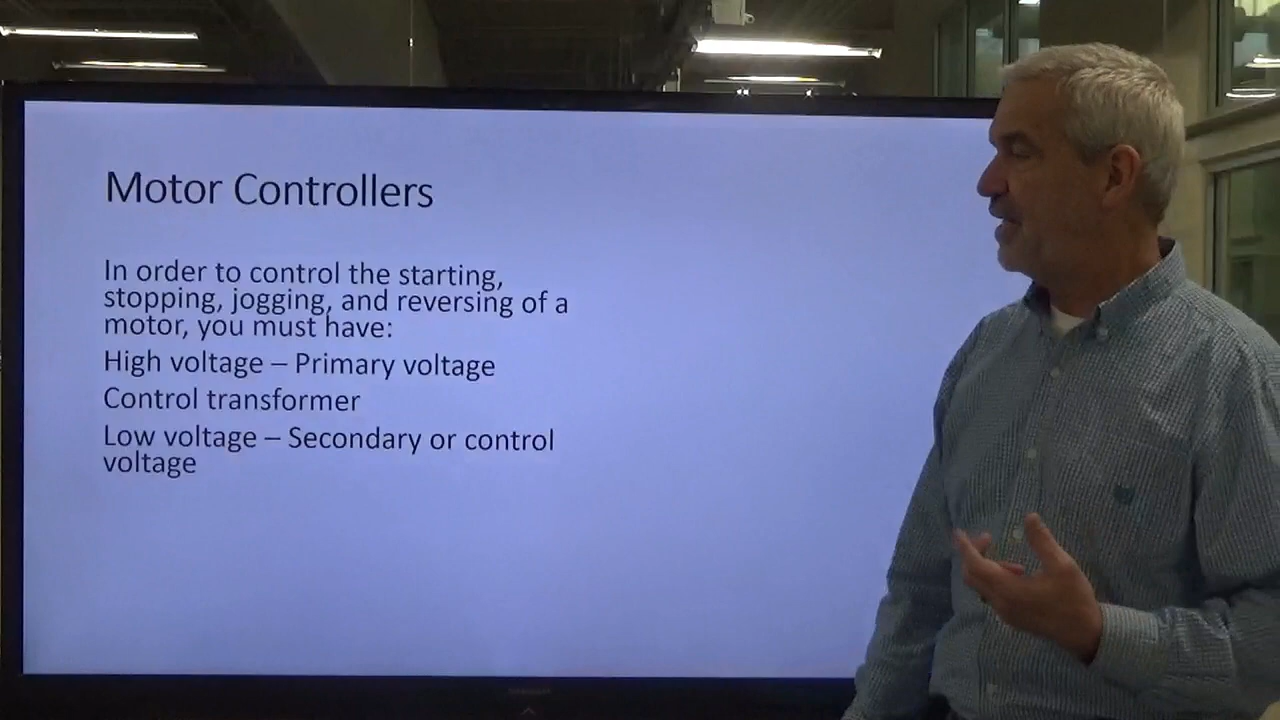 Motor Controllers
In order to control the starting,
stopping, jogging, and reversing of a
motor, you must have:
High voltage – Primary voltage
Control transformer
Low voltage – Secondary or control
voltage